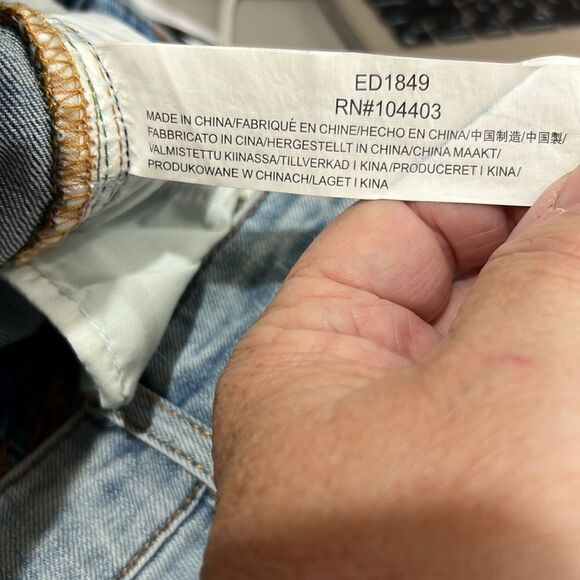 ED1849
RN#104403
MADE IN CHINA/FABRIQUÉ EN CHINE/HECHO EN CHINA/中国制造/中國製/
FABBRICATO IN CINA/HERGESTELLT IN CHINA/CHINA MAAKT/
VALMISTETTU KIINASSA/TILLVERKAD I KINA/PRODUCERET I KINA/
PRODUKOWANE W CHINACH/LAGET I KINA